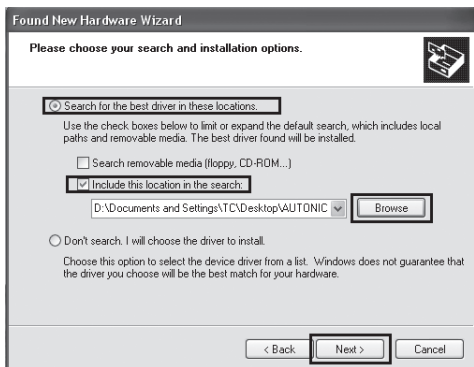 Found New Hardware Wizard
Please choose your search and installation options.
Search for the best driver in these locations.
Use the check boxes below to limit or expand the default search, which includes local
paths and removable media. The best driver found will be installed.
Search removable media (floppy, CD-ROM...)
Include this location in the search:
D:\Documents and Settings\TC\Desktop\AUTONIC
Browse
Don't search. I will choose the driver to install.
Choose this option to select the device driver from a list. Windows does not guarantee that
the driver you choose will be the best match for your hardware.
< Back
Next >
Cancel